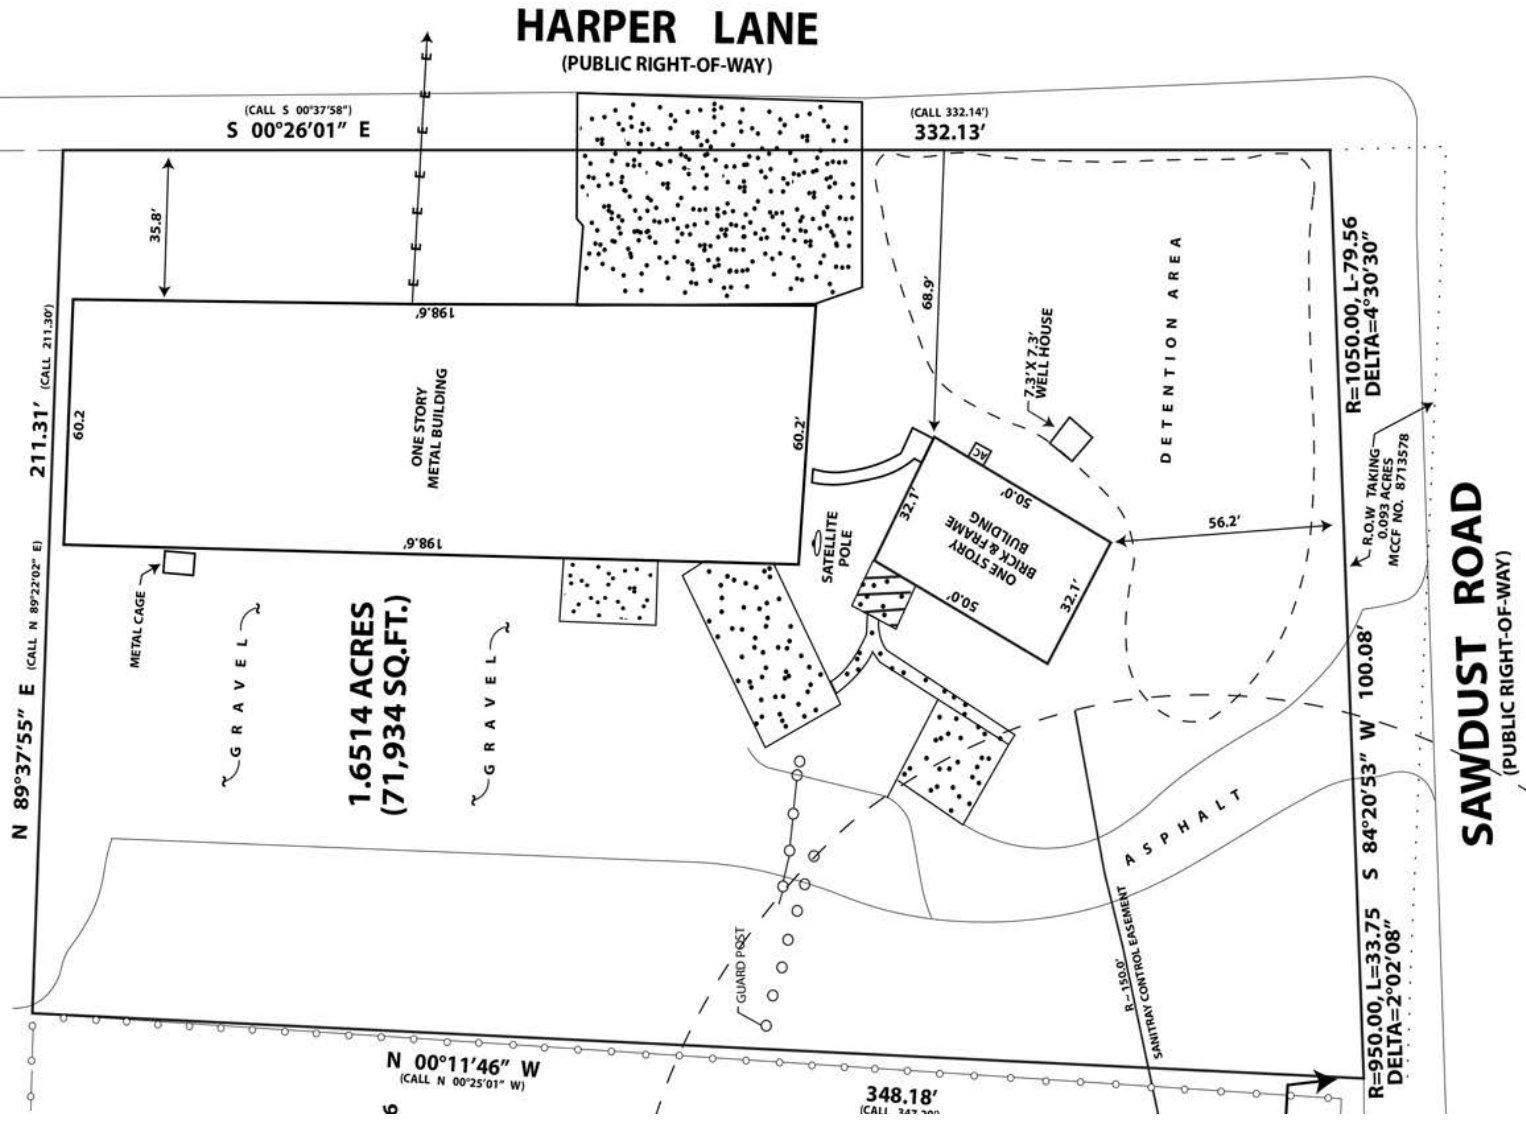 HARPER LANE
(PUBLIC RIGHT-OF-WAY)
(CALL S 00°37'58")
S 00°26'01" E
(CALL 332.14')
332.13'
E
E
E
E
E
E
E
35.8'
68.9'
198.6'
ONE STORY
METAL BUILDING
60.2
60.2'
198.6'
211.31' (CALL 211.30')
N 89°37'55" E (CALL N 89°22'02" E)
METAL CAGE
GRAVEL
GRAVEL
1.6514 ACRES
(71,934 SQ.FT.)
SATELLITE
POLE
7.3' X 7.3'
WELL HOUSE
DETENTION AREA
AC
50.0'
32.1'
ONE STORY
BRICK & FRAME
BUILDING
50.0'
32.1'
56.2'
R=1050.00, L-79.56
DELTA=4°30'30"
R.O.W TAKING
0.093 ACRES
MCCF NO. 8713578
SAWDUST ROAD
(PUBLIC RIGHT-OF-WAY)
S 84°20'53" W 100.08'
ASPHALT
R-150.0'
SANITRAY CONTROL EASEMENT
GUARD POST
R=950.00, L=33.75
DELTA=2°02'08"
N 00°11'46" W
(CALL N 00°25'01" W)
348.18'
(CALL 347.20')
6